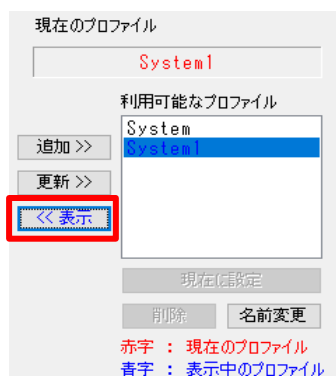 現在のプロファイル
System1
利用可能なプロファイル
System
System1
追加 >>
更新 >>
<< 表示
現在に設定
削除
名前変更
赤字 : 現在のプロファイル
青字 : 表示中のプロファイル